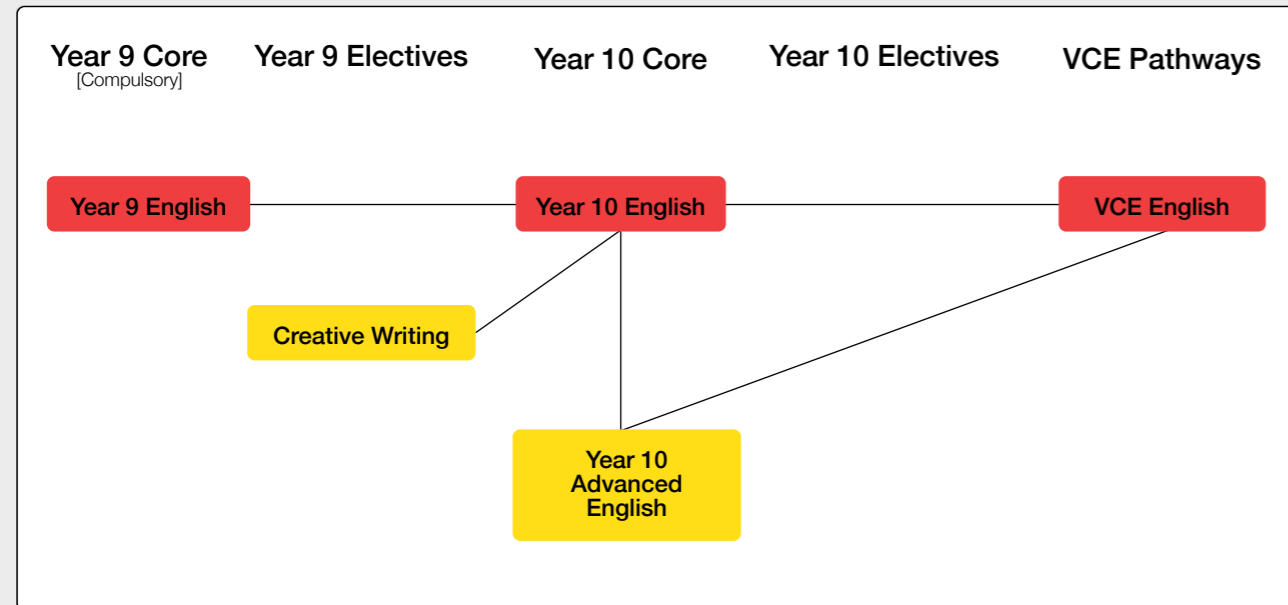 Year 9 Core
[Compulsory]
Year 9 Electives
Year 10 Core
Year 10 Electives
VCE Pathways
Year 9 English
Year 10 English
VCE English
Creative Writing
Year 10
Advanced
English